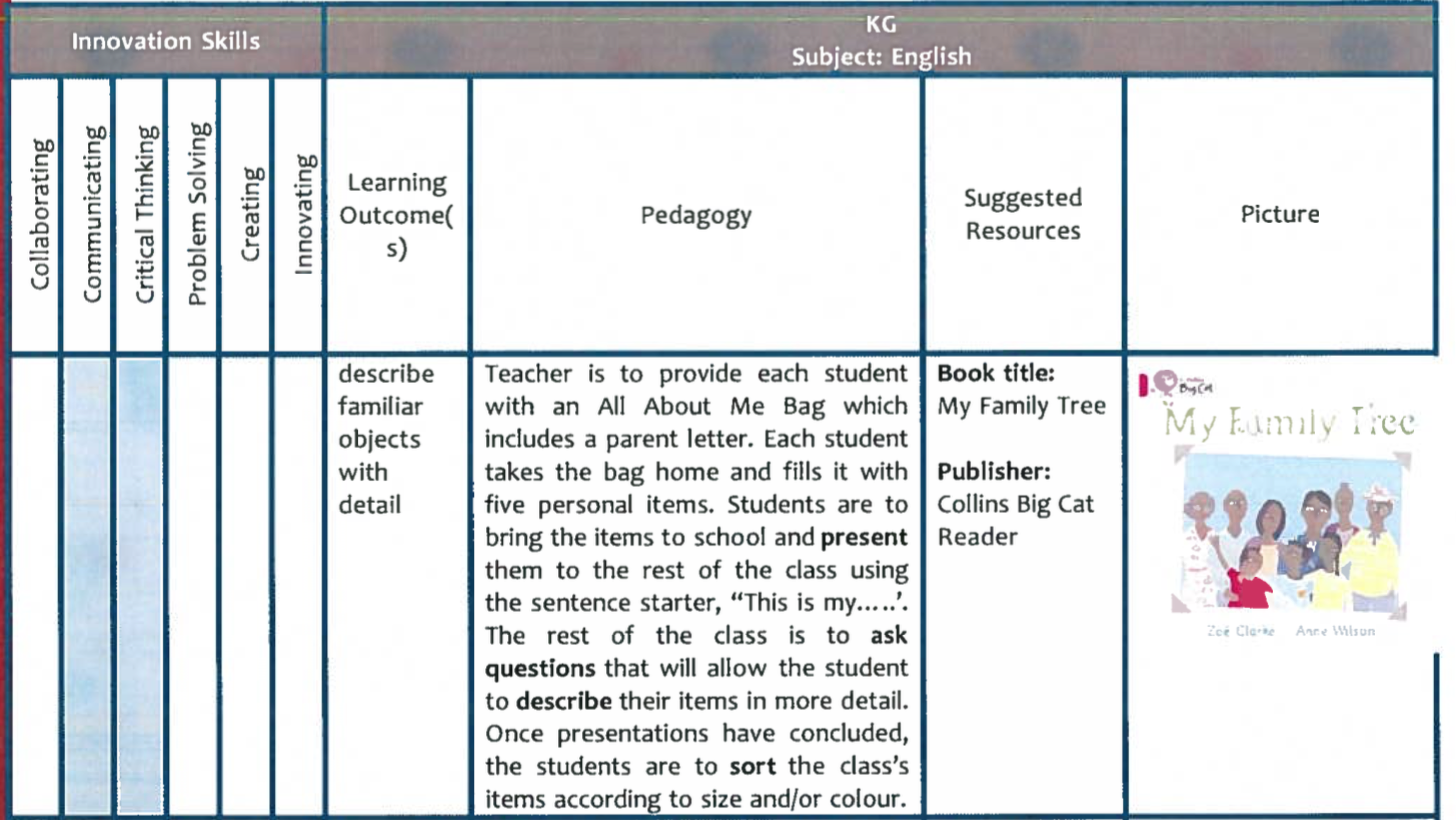 Innovation Skills
KG
Subject: English
Collaborating
Communicating
Critical Thinking
Problem Solving
Creating
Innovating
Learning
Outcome(
s)
Pedagogy
Suggested
Resources
Picture
describe
familiar
objects
with
detail
Teacher is to provide each student
with an All About Me Bag which
includes a parent letter. Each student
takes the bag home and fills it with
five personal items. Students are to
bring the items to school and present
them to the rest of the class using
the sentence starter, “This is my.....’.
The rest of the class is to ask
questions that will allow the student
to describe their items in more detail.
Once presentations have concluded,
the students are to sort the class's
items according to size and/or colour.
Book title:
My Family Tree
Publisher:
Collins Big Cat
Reader
Big Cat
My Family Tree
Zoë Clarke Anne Wilson